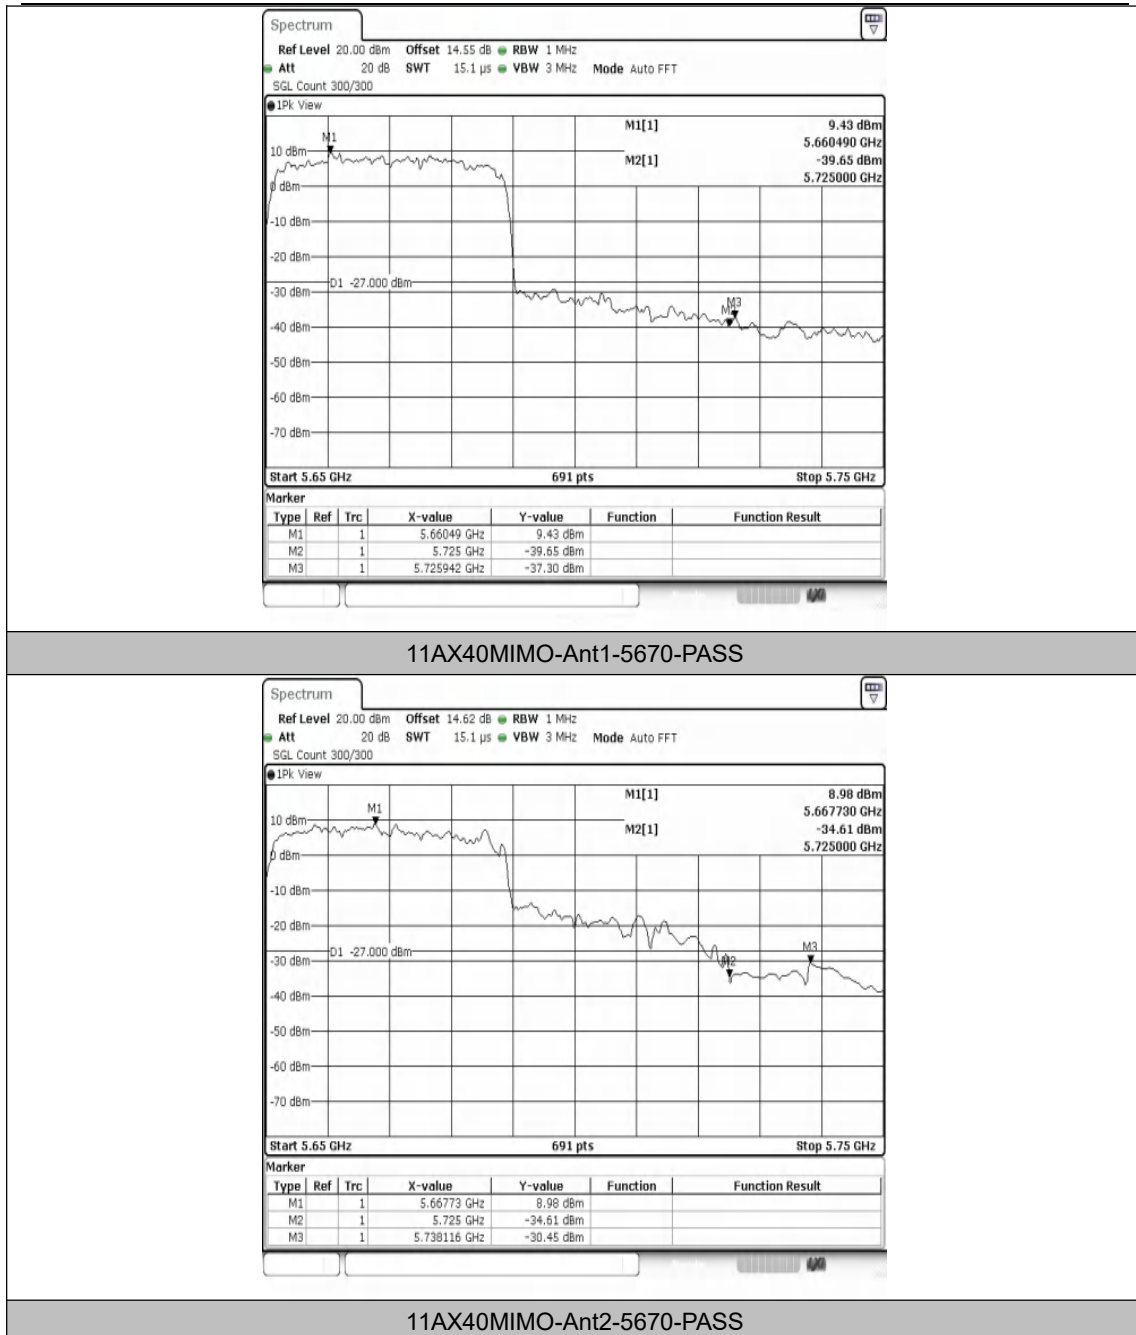 Spectrum
Ref Level 20.00 dBm Offset 14.55 dB RBW 1 MHz
Att 20 dB SWT 15.1 µs VBW 3 MHz Mode Auto FFT
SGL Count 300/300
1Pk View
M1[1] 9.43 dBm
5.660490 GHz
M2[1] -39.65 dBm
5.725000 GHz
M1
10 dBm
0 dBm
-10 dBm
-20 dBm
D1 -27.000 dBm
-30 dBm
M3
-40 dBm
-50 dBm
-60 dBm
-70 dBm
Start 5.65 GHz 691 pts Stop 5.75 GHz
Marker
Type Ref Trc X-value Y-value Function Function Result
M1 1 5.66049 GHz 9.43 dBm
M2 1 5.725 GHz -39.65 dBm
M3 1 5.725942 GHz -37.30 dBm
11AX40MIMO-Ant1-5670-PASS
Spectrum
Ref Level 20.00 dBm Offset 14.62 dB RBW 1 MHz
Att 20 dB SWT 15.1 µs VBW 3 MHz Mode Auto FFT
SGL Count 300/300
1Pk View
M1[1] 8.98 dBm
5.667730 GHz
M2[1] -34.61 dBm
5.725000 GHz
M1
10 dBm
0 dBm
-10 dBm
-20 dBm
D1 -27.000 dBm
-30 dBm
M2
M3
-40 dBm
-50 dBm
-60 dBm
-70 dBm
Start 5.65 GHz 691 pts Stop 5.75 GHz
Marker
Type Ref Trc X-value Y-value Function Function Result
M1 1 5.66773 GHz 8.98 dBm
M2 1 5.725 GHz -34.61 dBm
M3 1 5.738116 GHz -30.45 dBm
11AX40MIMO-Ant2-5670-PASS